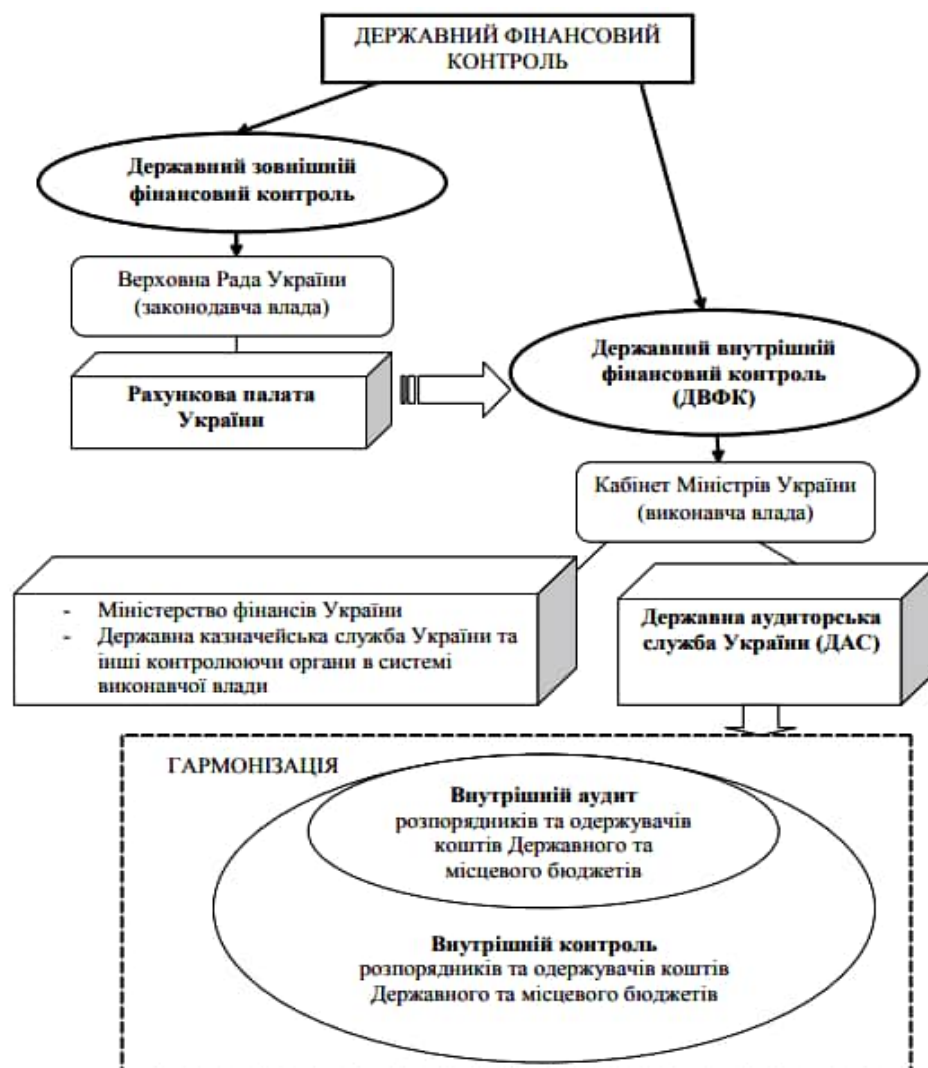 ДЕРЖАВНИЙ ФІНАНСОВИЙ
КОНТРОЛЬ
Державний зовнішній
фінансовий контроль
Верховна Рада України
(законодавча влада)
Рахункова палата
України
Державний внутрішній
фінансовий контроль
(ДВФК)
Кабінет Міністрів України
(виконавча влада)
- Міністерство фінансів України
- Державна казначейська служба України та
інші контролюючи органи в системі
виконавчої влади
Державна аудиторська
служба України (ДАС)
ГАРМОНІЗАЦІЯ
Внутрішній аудит
розпорядників та одержувачів
коштів Державного та
місцевого бюджетів
Внутрішній контроль
розпорядників та одержувачів коштів
Державного та місцевого бюджетів